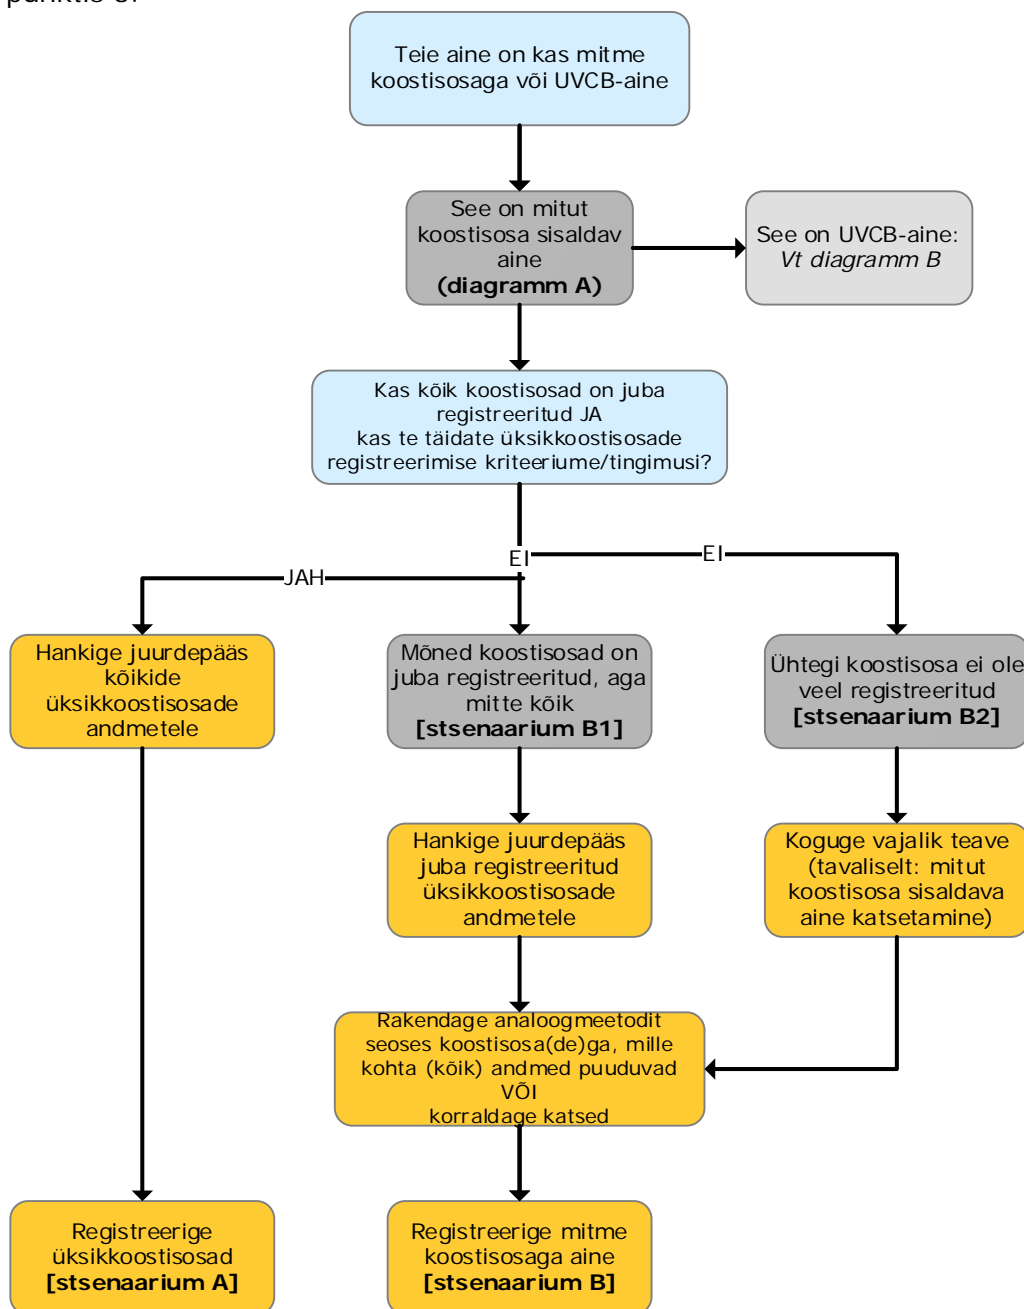 punktis 3.
Teie aine on kas mitme
koostisosaga või UVCB-aine
See on mitut
koostisosa sisaldav
aine
(diagramm A)
See on UVCB-aine:
Vt diagramm B
Kas kõik koostisosad on juba
registreeritud JA
kas te täidate üksikkoostisosade
registreerimise kriteeriume/tingimusi?
JAH
EI
EI
Hankige juurdepääs
kõikide
üksikkoostisosade
andmetele
Mõned koostisosad on
juba registreeritud, aga
mitte kõik
[stsenaarium B1]
Ühtegi koostisosa ei ole
veel registreeritud
[stsenaarium B2]
Hankige juurdepääs
juba registreeritud
üksikkoostisosade
andmetele
Koguge vajalik teave
(tavaliselt: mitut
koostisosa sisaldava
aine katsetamine)
Rakendage analoogmeetodit
seoses koostisosa(de)ga, mille
kohta (kõik) andmed puuduvad
VÕI
korraldage katsed
Registreerige
üksikkoostisosad
[stsenaarium A]
Registreerige mitme
koostisosaga aine
[stsenaarium B]